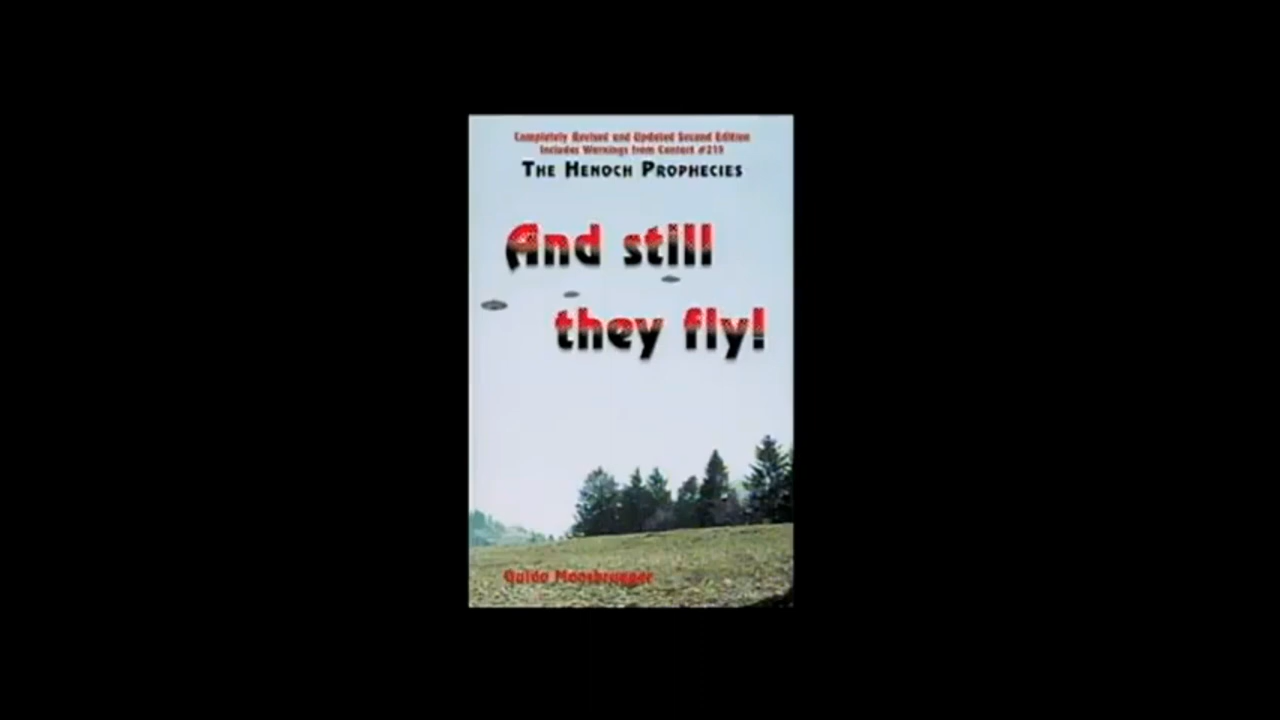 Completely Revised and Updated Second Edition
Includes Warnings from Contact #215
THE HENOCH PROPHECIES
And still
they fly!
Guido Moosbrugger